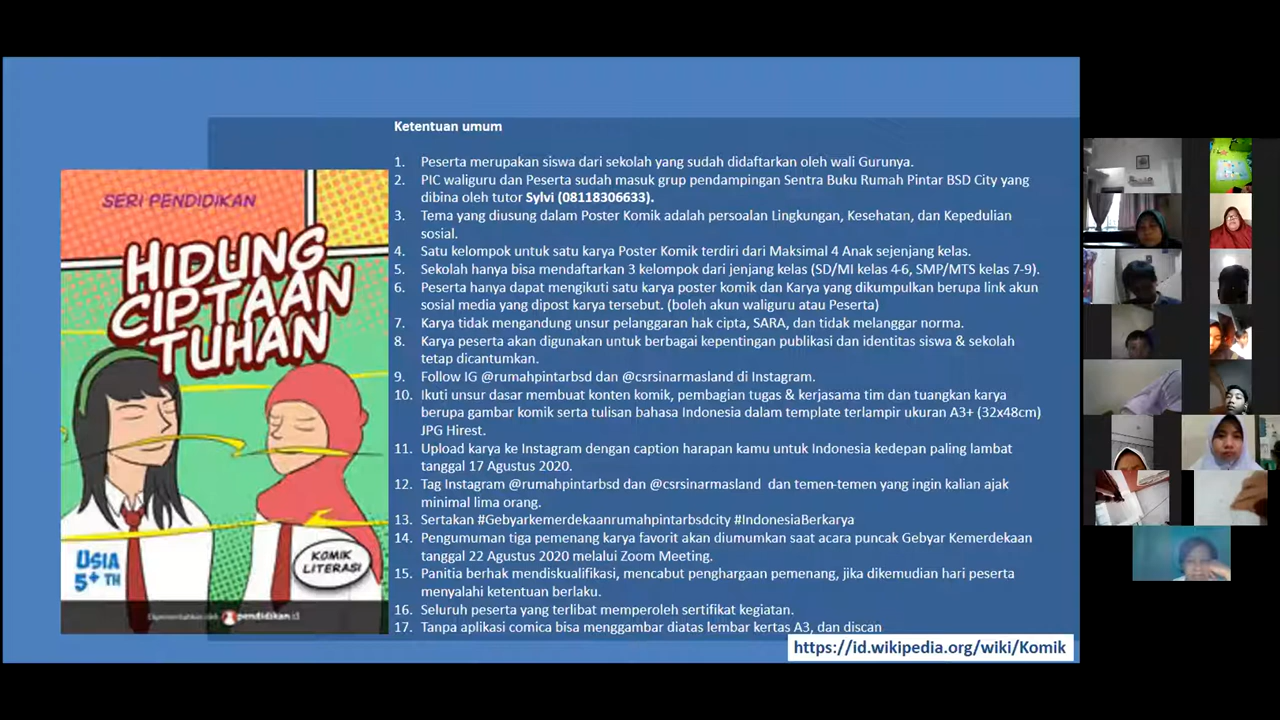 Ketentuan umum
1. Peserta merupakan siswa dari sekolah yang sudah didaftarkan oleh wali Gurunya.
2. PIC waliguru dan Peserta sudah masuk grup pendampingan Sentra Buku Rumah Pintar BSD City yang
dibina oleh tutor Sylvi (08118306633).
3. Tema yang diusung dalam Poster Komik adalah persoalan Lingkungan, Kesehatan, dan Kepedulian
sosial.
4. Satu kelompok untuk satu karya Poster Komik terdiri dari Maksimal 4 Anak sejenjang kelas.
5. Sekolah hanya bisa mendaftarkan 3 kelompok dari jenjang kelas (SD/MI kelas 4-6, SMP/MTS kelas 7-9).
6. Peserta hanya dapat mengikuti satu karya poster komik dan Karya yang dikumpulkan berupa link akun
sosial media yang dipost karya tersebut. (boleh akun waliguru atau Peserta)
7. Karya tidak mengandung unsur pelanggaran hak cipta, SARA, dan tidak melanggar norma.
8. Karya peserta akan digunakan untuk berbagai kepentingan publikasi dan identitas siswa & sekolah
tetap dicantumkan.
9. Follow IG @rumahpintarbsd dan @csrsinarmasland di Instagram.
10. Ikuti unsur dasar membuat konten komik, pembagian tugas & kerjasama tim dan tuangkan karya
berupa gambar komik serta tulisan bahasa Indonesia dalam template terlampir ukuran A3+ (32x48cm)
JPG Hirest.
11. Upload karya ke Instagram dengan caption harapan kamu untuk Indonesia kedepan paling lambat
tanggal 17 Agustus 2020.
12. Tag Instagram @rumahpintarbsd dan @csrsinarmasland dan temen-temen yang ingin kalian ajak
minimal lima orang.
13. Sertakan #Gebyarkemerdekaanrumahpintarbsdcity #IndonesiaBerkarya
14. Pengumuman tiga pemenang karya favorit akan diumumkan saat acara puncak Gebyar Kemerdekaan
tanggal 22 Agustus 2020 melalui Zoom Meeting.
15. Panitia berhak mendiskualifikasi, mencabut penghargaan pemenang, jika dikemudian hari peserta
menyalahi ketentuan berlaku.
16. Seluruh peserta yang terlibat memperoleh sertifikat kegiatan.
17. Tanpa aplikasi comica bisa menggambar diatas lembar kertas A3, dan discan
https://id.wikipedia.org/wiki/Komik
SERI PENDIDIKAN
HIDUNG
CIPTAAN
TUHAN
USIA
5+ TH
KOMIK
LITERASI
Dipersembahkan oleh pendidikan.id